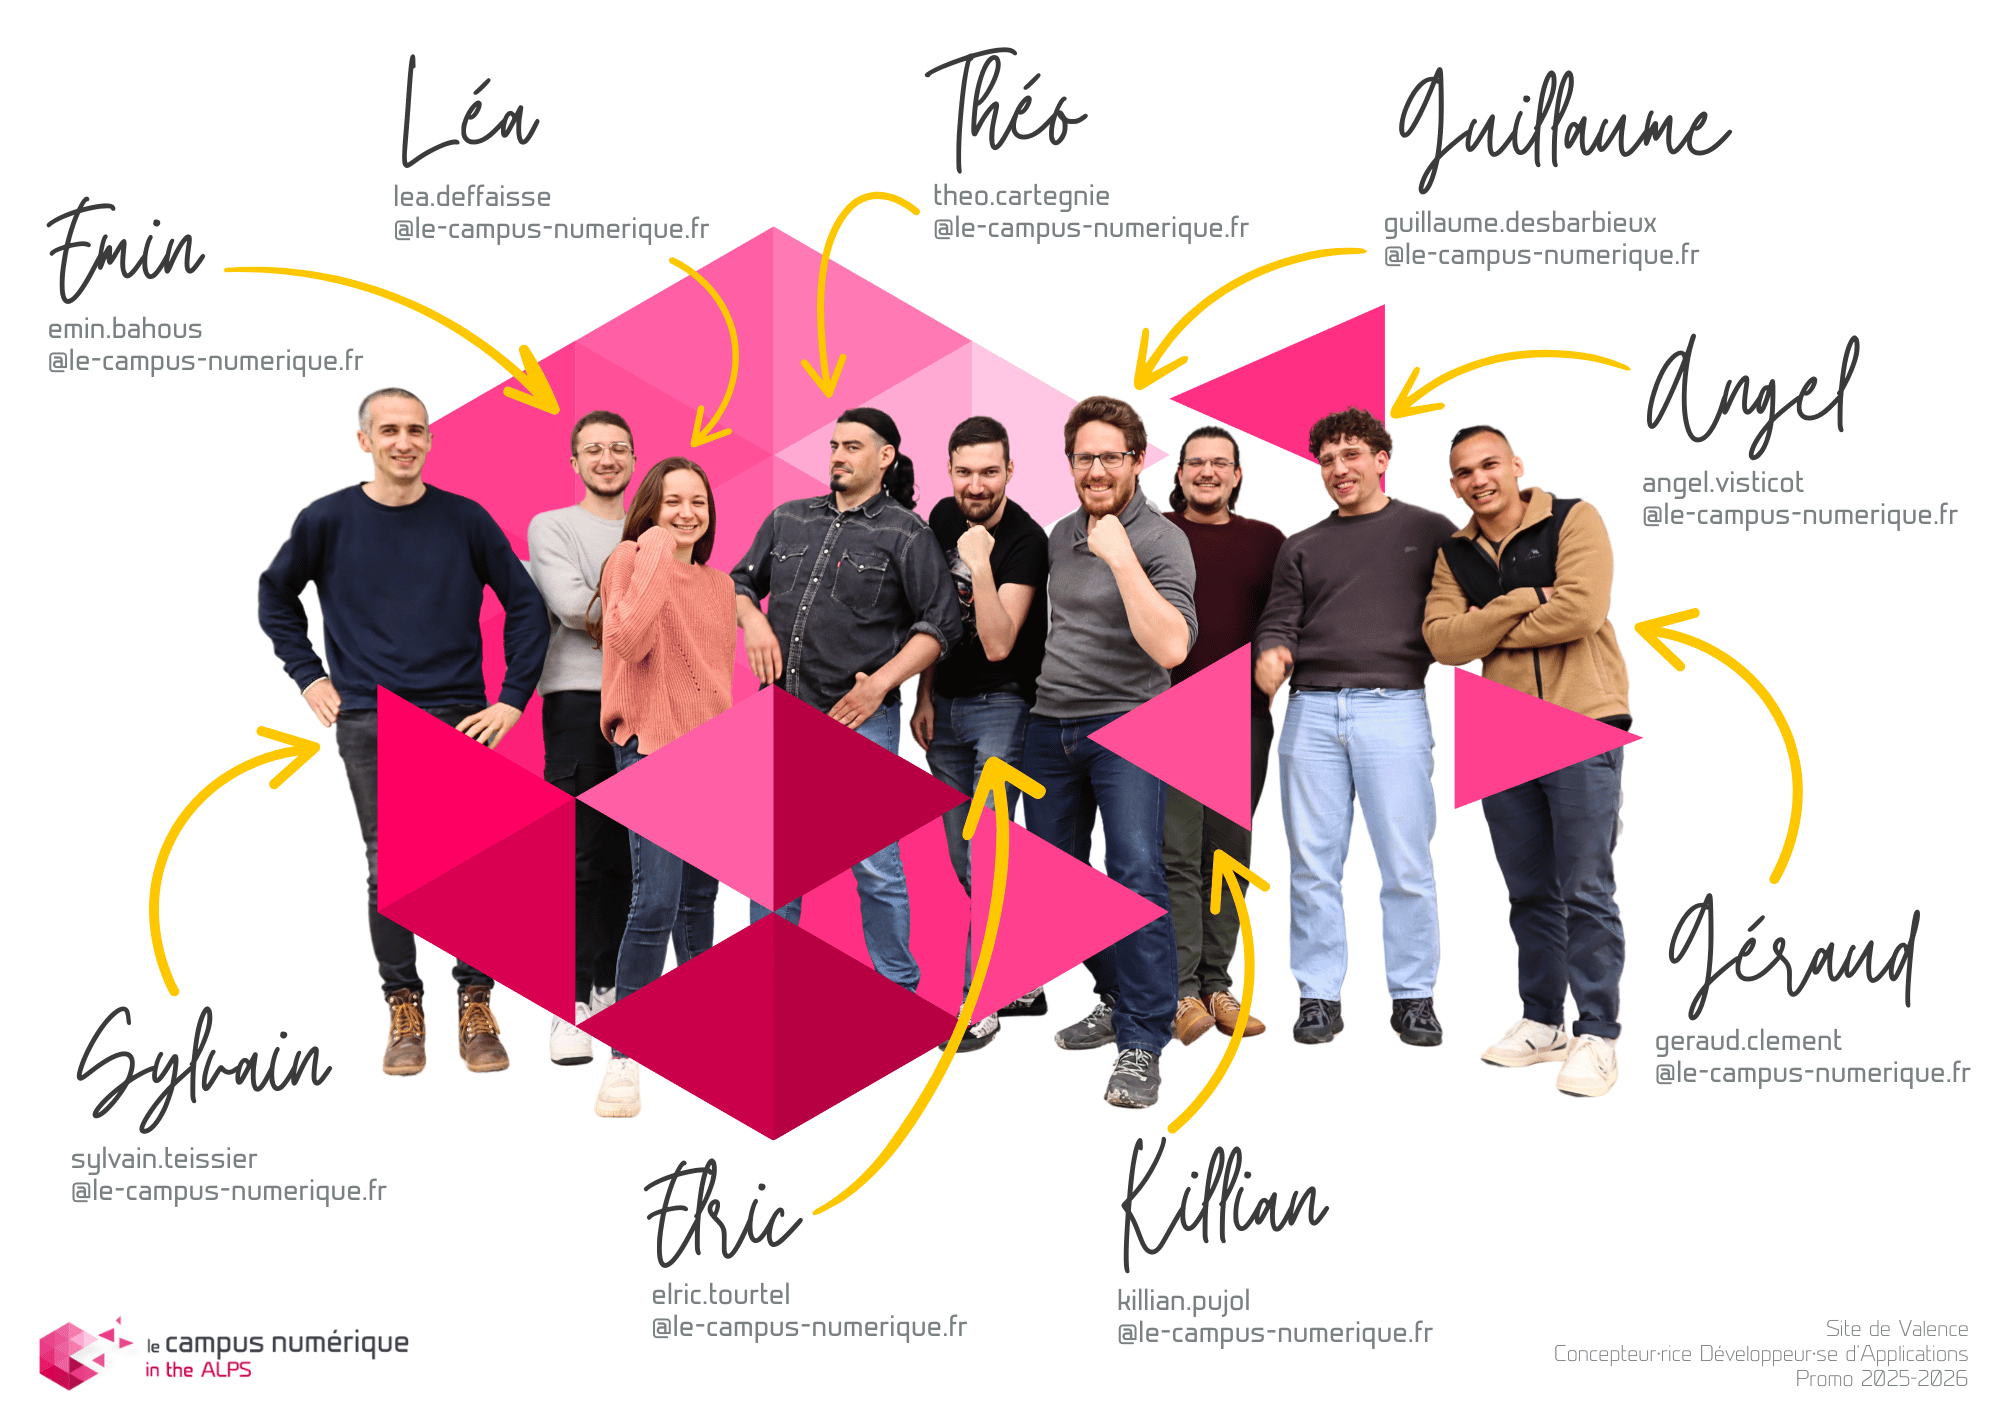 Léa
lea.deffaisse
@le-campus-numerique.fr
Théo
theo.cartegnie
@le-campus-numerique.fr
Guillaume
guillaume.desbarbieux
@le-campus-numerique.fr
Emin
emin.bahous
@le-campus-numerique.fr
Angel
angel.visticot
@le-campus-numerique.fr
Géraud
geraud.clement
@le-campus-numerique.fr
Sylvain
sylvain.teissier
@le-campus-numerique.fr
Elric
elric.tourtel
@le-campus-numerique.fr
Killian
killian.pujol
@le-campus-numerique.fr
le campus numérique
in the ALPS
Site de Valence
Concepteur·rice Développeur·se d'Applications
Promo 2025-2026